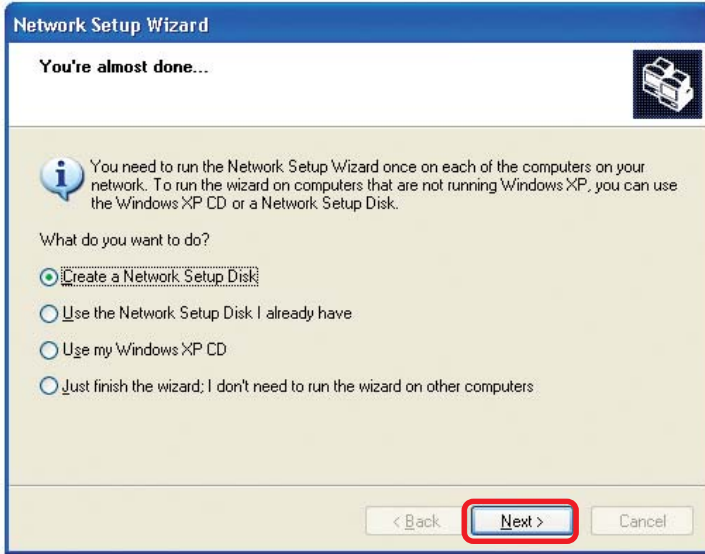 Network Setup Wizard
You're almost done...
You need to run the Network Setup Wizard once on each of the computers on your
network. To run the wizard on computers that are not running Windows XP, you can use
the Windows XP CD or a Network Setup Disk.
What do you want to do?
Create a Network Setup Disk
Use the Network Setup Disk I already have
Use my Windows XP CD
Just finish the wizard; I don't need to run the wizard on other computers
< Back Next > Cancel